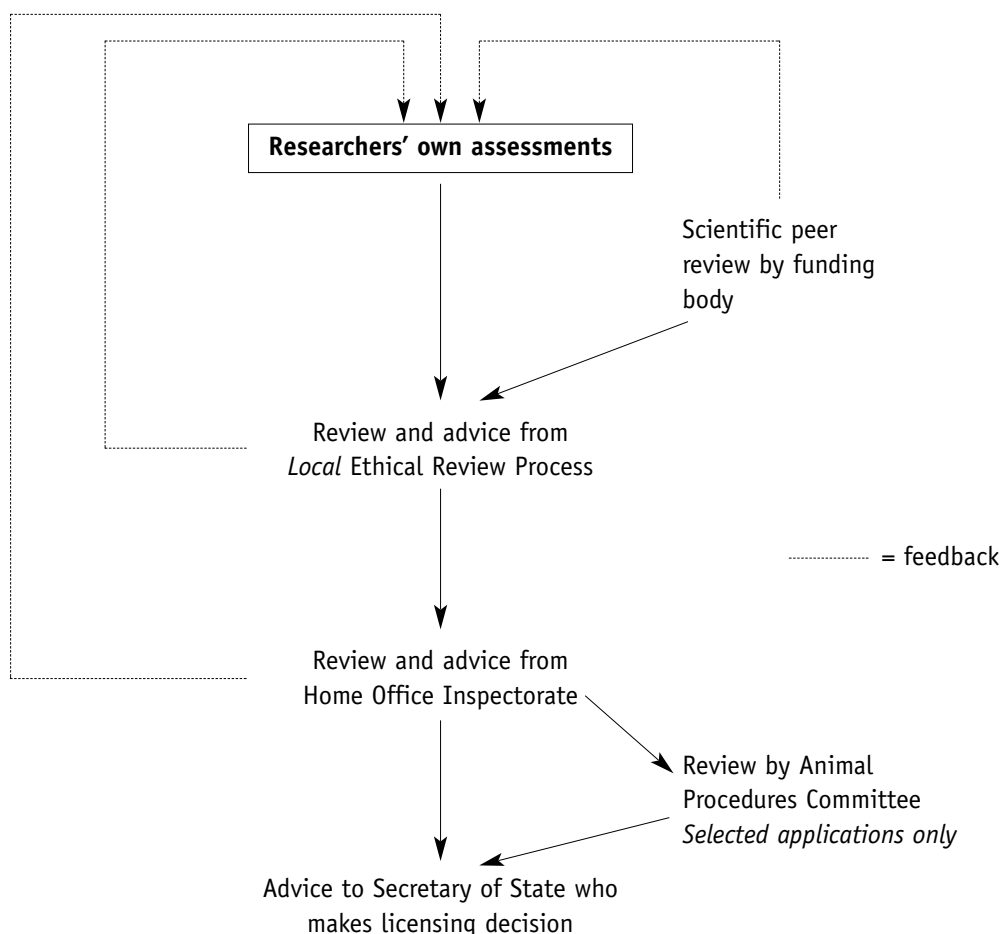 Researchers' own assessments
Scientific peer
review by funding
body
Review and advice from
Local Ethical Review Process
= feedback
Review and advice from
Home Office Inspectorate
Review by Animal
Procedures Committee
Selected applications only
Advice to Secretary of State who
makes licensing decision